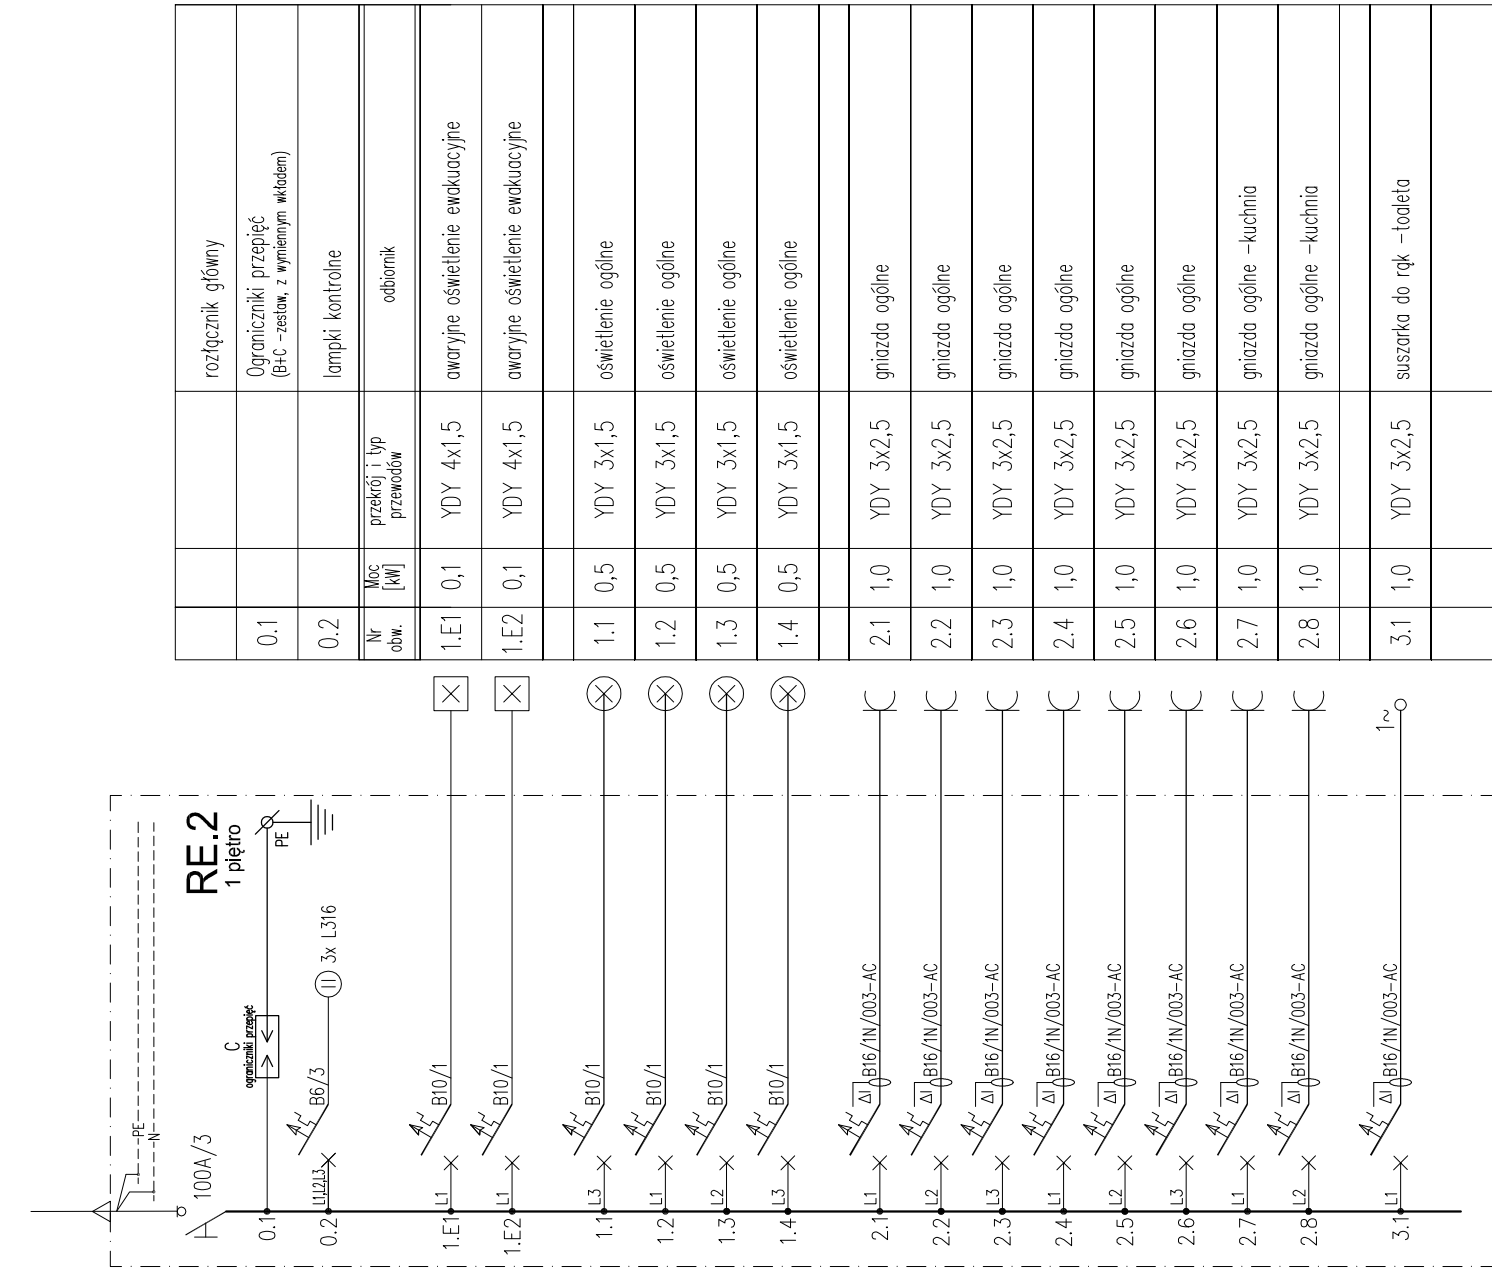 rozłącznik główny
0.1
Ograniczniki przepięć
(B+C –zestaw, z wymiennym wkładem)
0.2
lampki kontrolne
Nr
obw.
Moc
[kW]
przekrój i typ
przewodów
odbiornik
1.E1 0,1 YDY 4x1,5 awaryjne oświetlenie ewakuacyjne
1.E2 0,1 YDY 4x1,5 awaryjne oświetlenie ewakuacyjne
1.1 0,5 YDY 3x1,5 oświetlenie ogólne
1.2 0,5 YDY 3x1,5 oświetlenie ogólne
1.3 0,5 YDY 3x1,5 oświetlenie ogólne
1.4 0,5 YDY 3x1,5 oświetlenie ogólne
2.1 1,0 YDY 3x2,5 gniazda ogólne
2.2 1,0 YDY 3x2,5 gniazda ogólne
2.3 1,0 YDY 3x2,5 gniazda ogólne
2.4 1,0 YDY 3x2,5 gniazda ogólne
2.5 1,0 YDY 3x2,5 gniazda ogólne
2.6 1,0 YDY 3x2,5 gniazda ogólne
2.7 1,0 YDY 3x2,5 gniazda ogólne –kuchnia
2.8 1,0 YDY 3x2,5 gniazda ogólne –kuchnia
3.1 1,0 YDY 3x2,5 suszarka do rąk –toaleta
PE
N
100A/3
RE.2
1 piętro
0.1
C
ograniczniki przepięć
PE
0.2 L1,L2,L3 B6/3 3x L316
1.E1 L1 B10/1
1.E2 L1 B10/1
1.1 L3 B10/1
1.2 L1 B10/1
1.3 L2 B10/1
1.4 L3 B10/1
2.1 L1 ΔI B16/1N/003–AC
2.2 L2 ΔI B16/1N/003–AC
2.3 L3 ΔI B16/1N/003–AC
2.4 L1 ΔI B16/1N/003–AC
2.5 L2 ΔI B16/1N/003–AC
2.6 L3 ΔI B16/1N/003–AC
2.7 L1 ΔI B16/1N/003–AC
2.8 L2 ΔI B16/1N/003–AC
3.1 L1 ΔI B16/1N/003–AC 1~